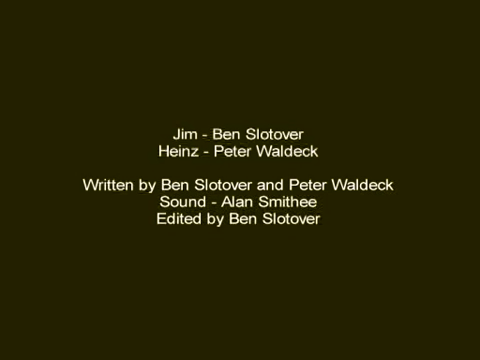 Jim - Ben Slotover
Heinz - Peter Waldeck
Written by Ben Slotover and Peter Waldeck
Sound - Alan Smithee
Edited by Ben Slotover